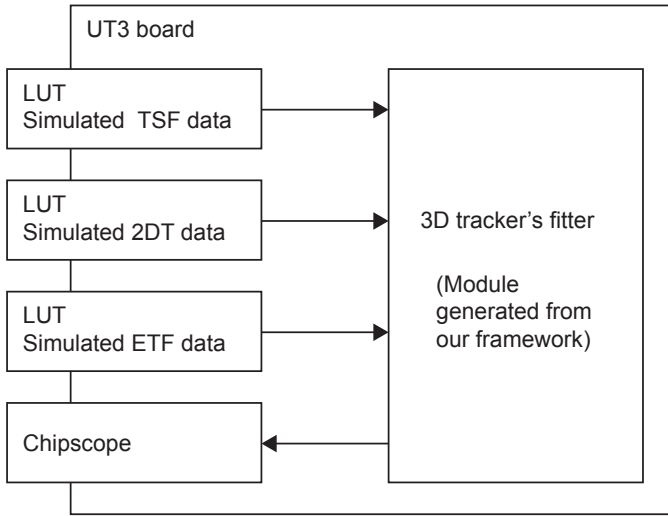 UT3 board
LUT
Simulated TSF data
LUT
Simulated 2DT data
LUT
Simulated ETF data
Chipscope
3D tracker’s fitter
(Module
generated from
our framework)